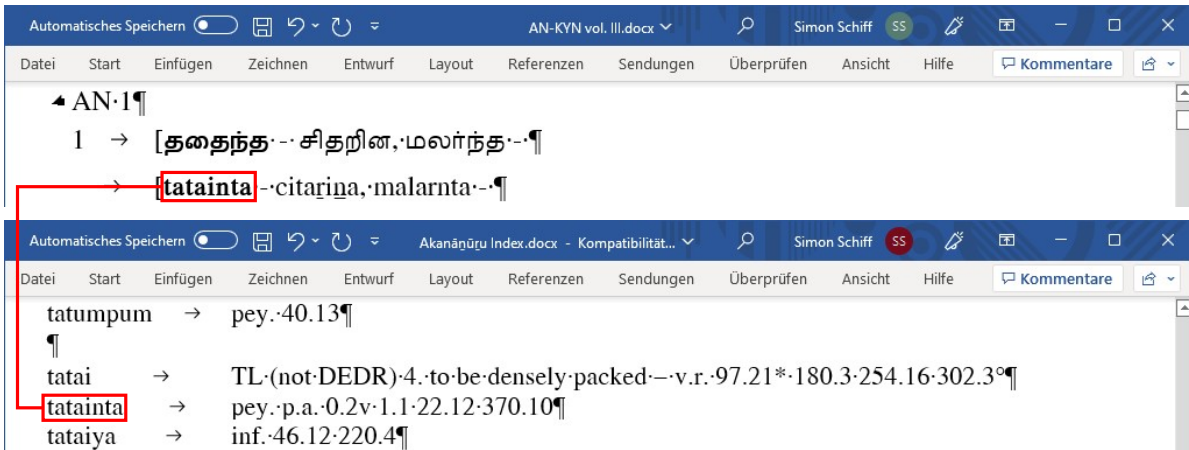 Automatisches Speichern AN-KYN vol. III.docx Simon Schiff SS
Datei Start Einfügen Zeichnen Entwurf Layout Referenzen Sendungen Überprüfen Ansicht Hilfe Kommentare
AN·1¶
1 → [ததைந்த·-·சிதறின,·மலர்ந்த·-·¶
→ [tatainta·-·citaṟiṉa,·malarnta·-·¶
Automatisches Speichern Akanāṉūṟu Index.docx - Kompatibilität... Simon Schiff SS
Datei Start Einfügen Zeichnen Entwurf Layout Referenzen Sendungen Überprüfen Ansicht Hilfe Kommentare
tatumpum → pey.·40.13¶
¶
tatai → TL·(not·DEDR)·4.·to·be·densely·packed·–·v.r.·97.21*·180.3·254.16·302.3°¶
tatainta → pey.·p.a.·0.2v·1.1·22.12·370.10¶
tataiya → inf.·46.12·220.4¶